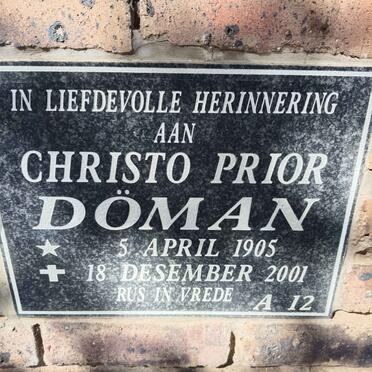 IN LIEFDEVOLLE HERINNERING
AAN
CHRISTO PRIOR
DÖMAN
★ 5 APRIL 1905
✝ 18 DESEMBER 2001
RUS IN VREDE A 12